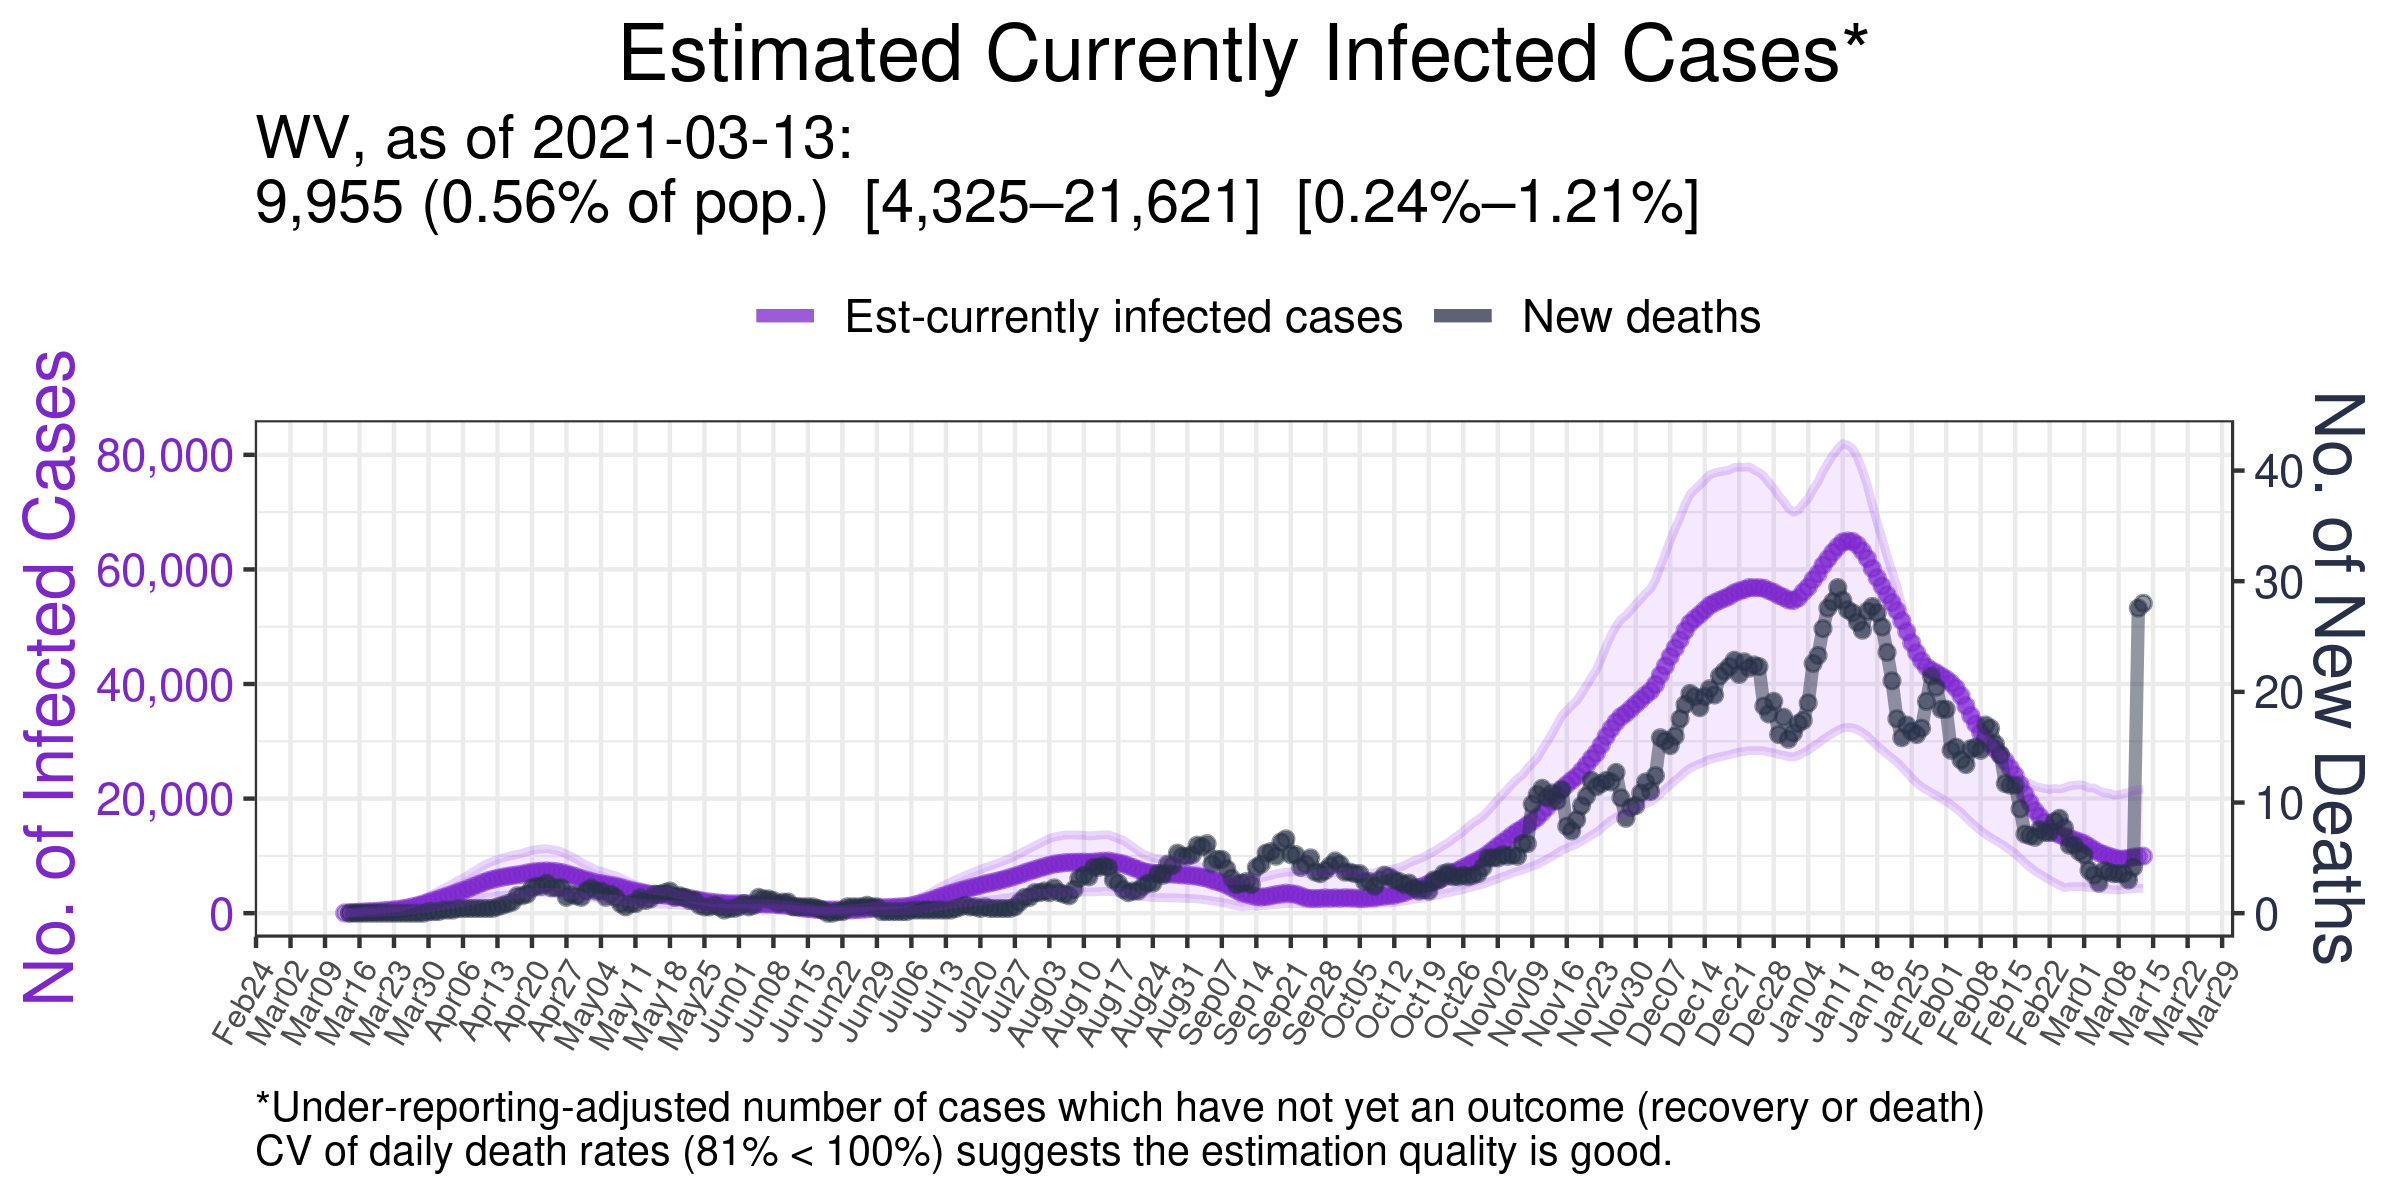 Estimated Currently Infected Cases*
WV, as of 2021-03-13:
9,955 (0.56% of pop.) [4,325–21,621] [0.24%–1.21%]
Est-currently infected cases
New deaths
No. of Infected Cases
80,000
60,000
40,000
20,000
0
No. of New Deaths
40
30
20
10
0
Feb24
Mar02
Mar09
Mar16
Mar23
Mar30
Apr06
Apr13
Apr20
Apr27
May04
May11
May18
May25
Jun01
Jun08
Jun15
Jun22
Jun29
Jul06
Jul13
Jul20
Jul27
Aug03
Aug10
Aug17
Aug24
Aug31
Sep07
Sep14
Sep21
Sep28
Oct05
Oct12
Oct19
Oct26
Nov02
Nov09
Nov16
Nov23
Nov30
Dec07
Dec14
Dec21
Dec28
Jan04
Jan11
Jan18
Jan25
Feb01
Feb08
Feb15
Feb22
Mar01
Mar08
Mar15
Mar22
Mar29
*Under-reporting-adjusted number of cases which have not yet an outcome (recovery or death)
CV of daily death rates (81% < 100%) suggests the estimation quality is good.